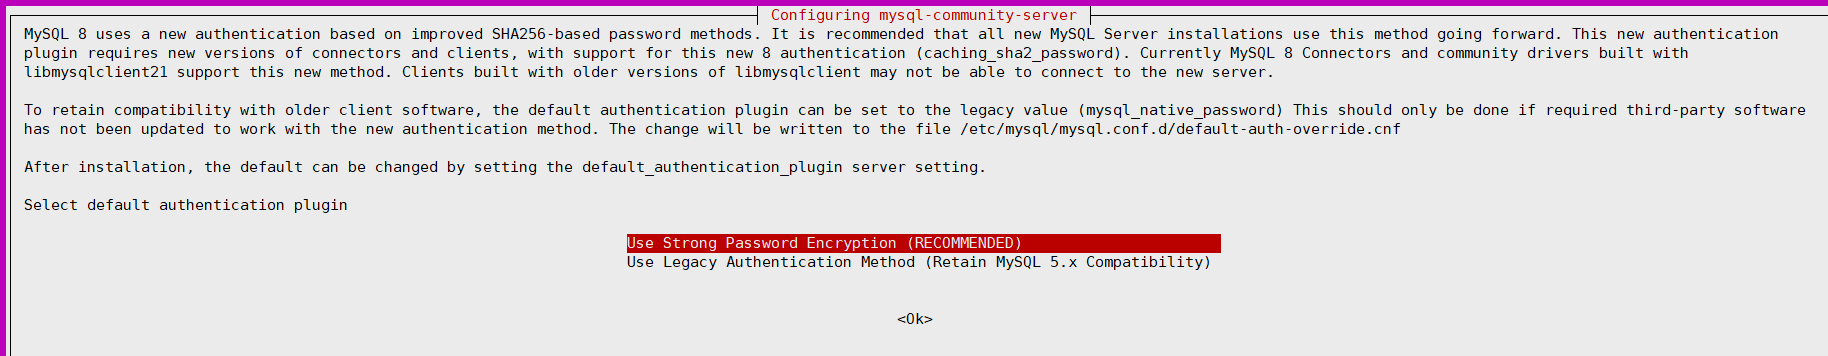 Configuring mysql-community-server
MySQL 8 uses a new authentication based on improved SHA256-based password methods. It is recommended that all new MySQL Server installations use this method going forward. This new authentication
plugin requires new versions of connectors and clients, with support for this new 8 authentication (caching_sha2_password). Currently MySQL 8 Connectors and community drivers built with
libmysqlclient21 support this new method. Clients built with older versions of libmysqlclient may not be able to connect to the new server.
To retain compatibility with older client software, the default authentication plugin can be set to the legacy value (mysql_native_password) This should only be done if required third-party software
has not been updated to work with the new authentication method. The change will be written to the file /etc/mysql/mysql.conf.d/default-auth-override.cnf
After installation, the default can be changed by setting the default_authentication_plugin server setting.
Select default authentication plugin
Use Strong Password Encryption (RECOMMENDED)
Use Legacy Authentication Method (Retain MySQL 5.x Compatibility)
<Ok>